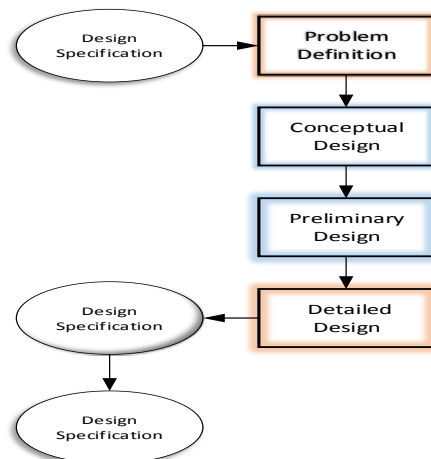 Design
Specification
Problem
Definition
Conceptual
Design
Preliminary
Design
Detailed
Design
Design
Specification
Design
Specification